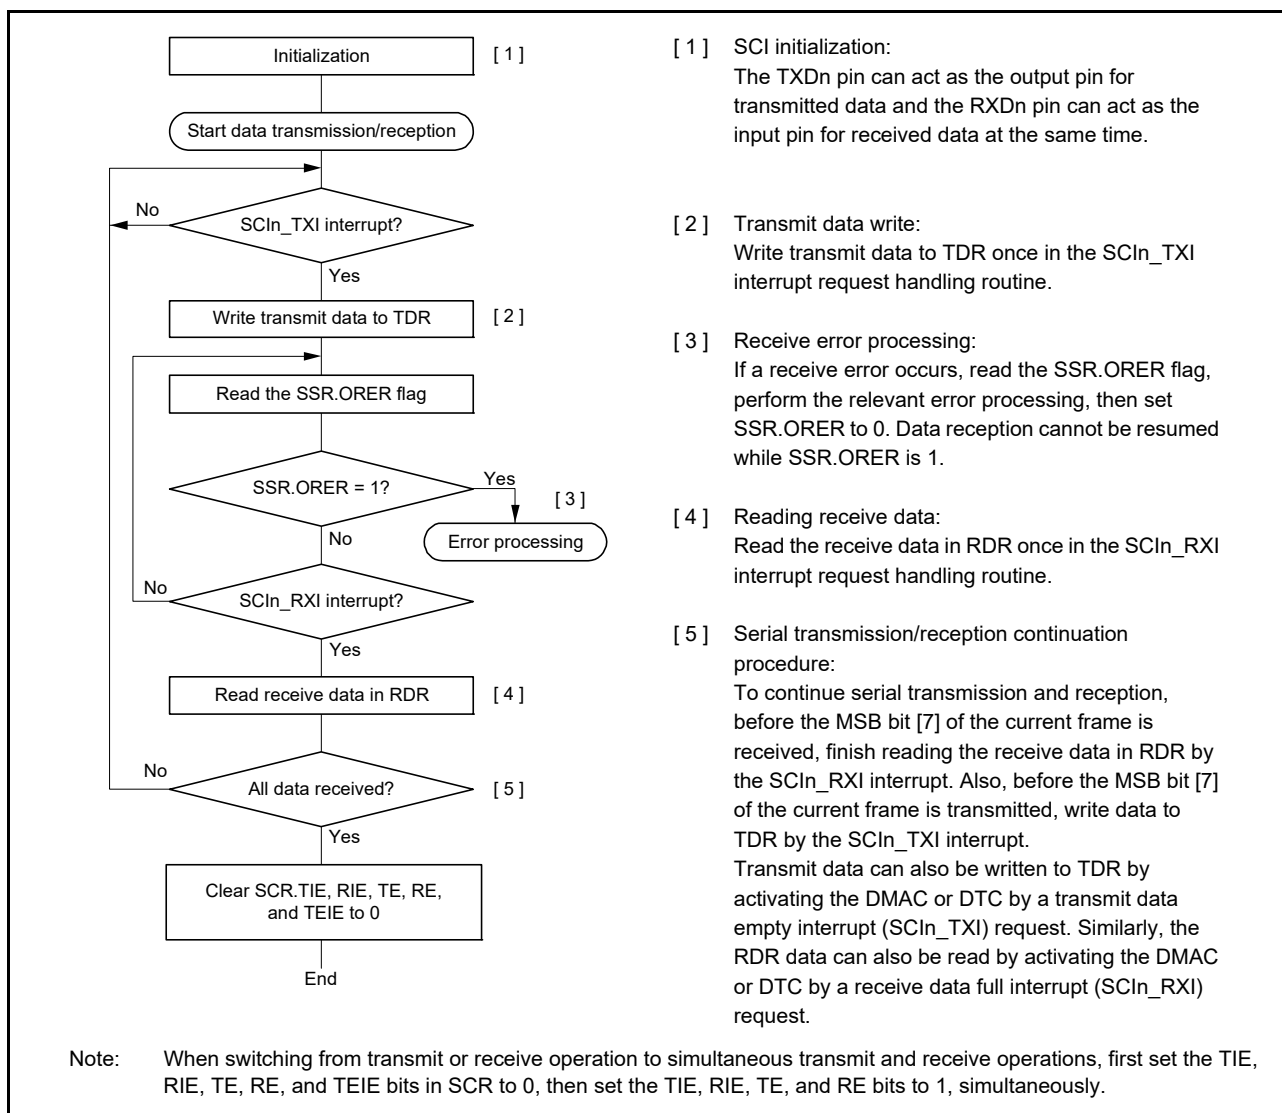 Initialization
[ 1 ]
Start data transmission/reception
No
SCIn_TXI interrupt?
Yes
Write transmit data to TDR
[ 2 ]
Read the SSR.ORER flag
SSR.ORER = 1?
Yes
[ 3 ]
Error processing
No
No
SCIn_RXI interrupt?
Yes
Read receive data in RDR
[ 4 ]
No
All data received?
[ 5 ]
Yes
Clear SCR.TIE, RIE, TE, RE,
and TEIE to 0
End
[ 1 ] SCI initialization:
The TXDn pin can act as the output pin for
transmitted data and the RXDn pin can act as the
input pin for received data at the same time.
[ 2 ] Transmit data write:
Write transmit data to TDR once in the SCIn_TXI
interrupt request handling routine.
[ 3 ] Receive error processing:
If a receive error occurs, read the SSR.ORER flag,
perform the relevant error processing, then set
SSR.ORER to 0. Data reception cannot be resumed
while SSR.ORER is 1.
[ 4 ] Reading receive data:
Read the receive data in RDR once in the SCIn_RXI
interrupt request handling routine.
[ 5 ] Serial transmission/reception continuation
procedure:
To continue serial transmission and reception,
before the MSB bit [7] of the current frame is
received, finish reading the receive data in RDR by
the SCIn_RXI interrupt. Also, before the MSB bit [7]
of the current frame is transmitted, write data to
TDR by the SCIn_TXI interrupt.
Transmit data can also be written to TDR by
activating the DMAC or DTC by a transmit data
empty interrupt (SCIn_TXI) request. Similarly, the
RDR data can also be read by activating the DMAC
or DTC by a receive data full interrupt (SCIn_RXI)
request.
Note: When switching from transmit or receive operation to simultaneous transmit and receive operations, first set the TIE,
RIE, TE, RE, and TEIE bits in SCR to 0, then set the TIE, RIE, TE, and RE bits to 1, simultaneously.